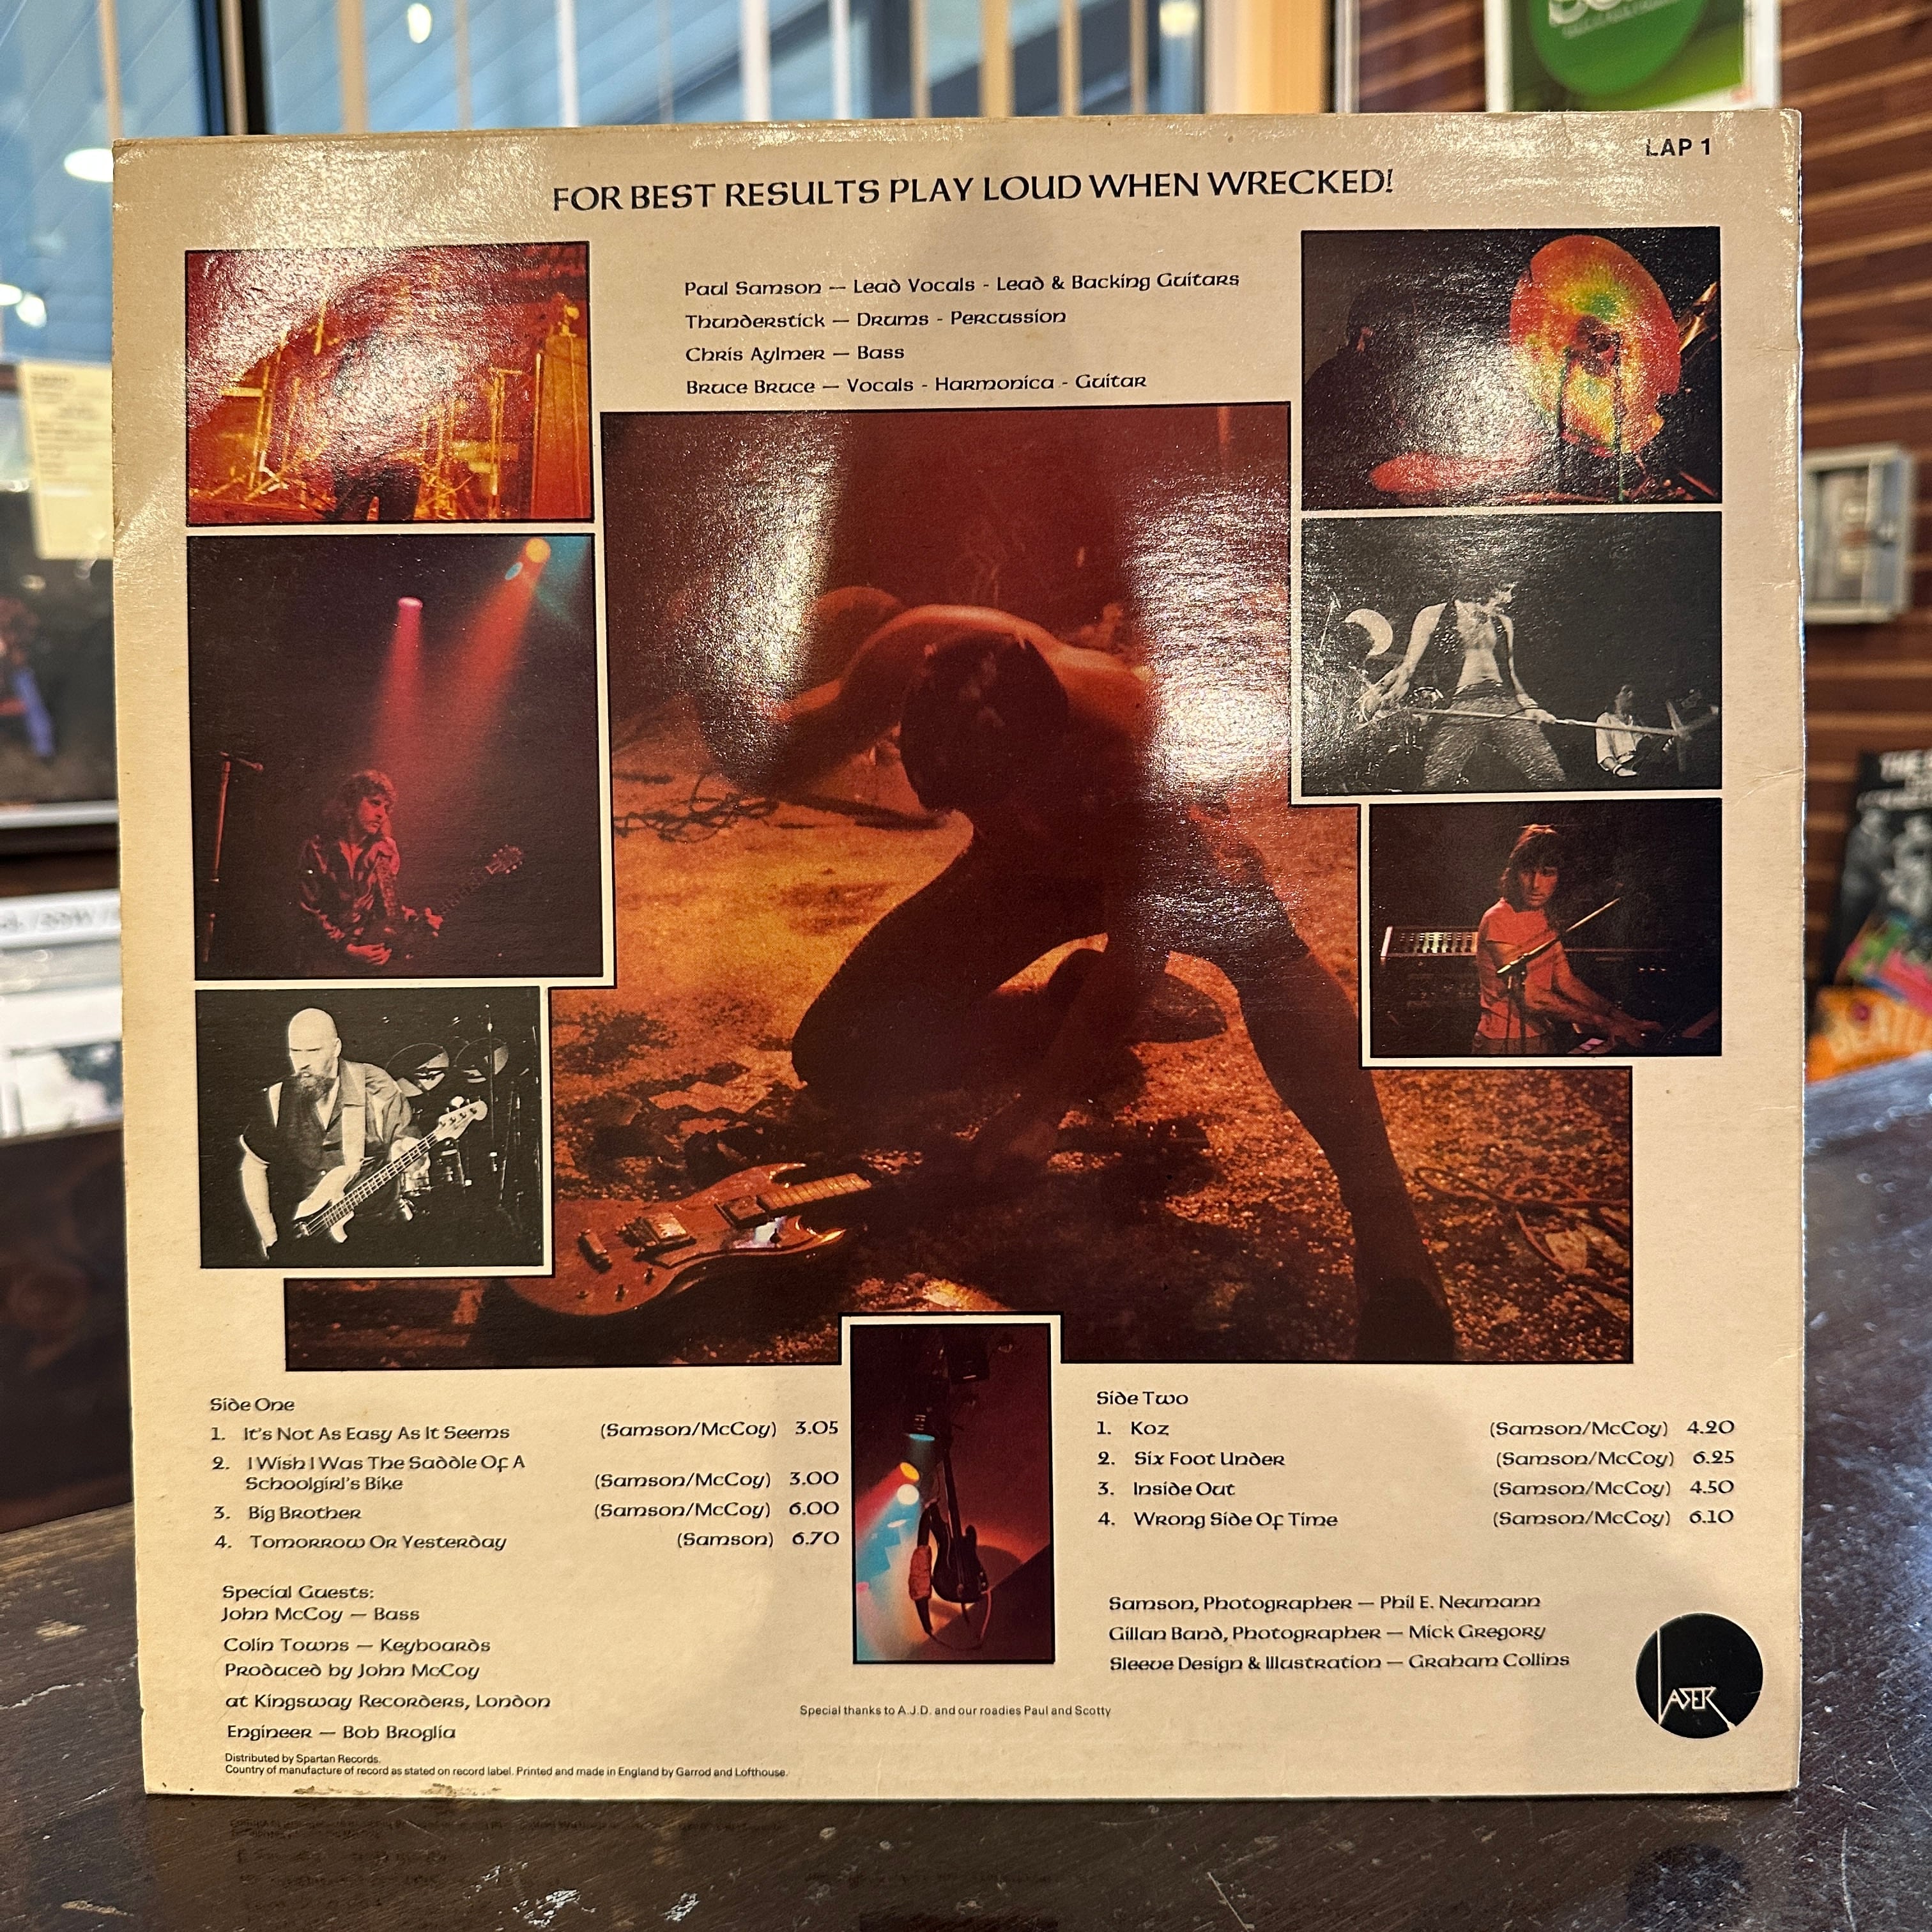 LAP 1
FOR BEST RESULTS PLAY LOUD WHEN WRECKED!
Paul Samson — Lead Vocals - Lead & Backing Guitars
Thunderstick — Drums - Percussion
Chris Aylmer — Bass
Bruce Bruce — Vocals - Harmonica - Guitar
Side One
1. It's Not As Easy As It Seems (Samson/McCoy) 3.05
2. I Wish I Was The Saddle Of A
Schoolgirl's Bike (Samson/McCoy) 3.00
3. Big Brother (Samson/McCoy) 6.00
4. Tomorrow Or Yesterday (Samson) 6.70
Special Guests:
John McCoy — Bass
Colin Towns — Keyboards
Produced by John McCoy
at Kingsway Recorders, London
Engineer — Bob Broglia
Distributed by Spartan Records.
Country of manufacture of record as stated on record label. Printed and made in England by Garrod and Lofthouse.
Special thanks to A.J.D. and our roadies Paul and Scotty
Side Two
1. Koz (Samson/McCoy) 4.20
2. Six Foot Under (Samson/McCoy) 6.25
3. Inside Out (Samson/McCoy) 4.50
4. Wrong Side Of Time (Samson/McCoy) 6.10
Samson, Photographer — Phil E. Neumann
Gillan Band, Photographer — Mick Gregory
Sleeve Design & Illustration — Graham Collins
LASER